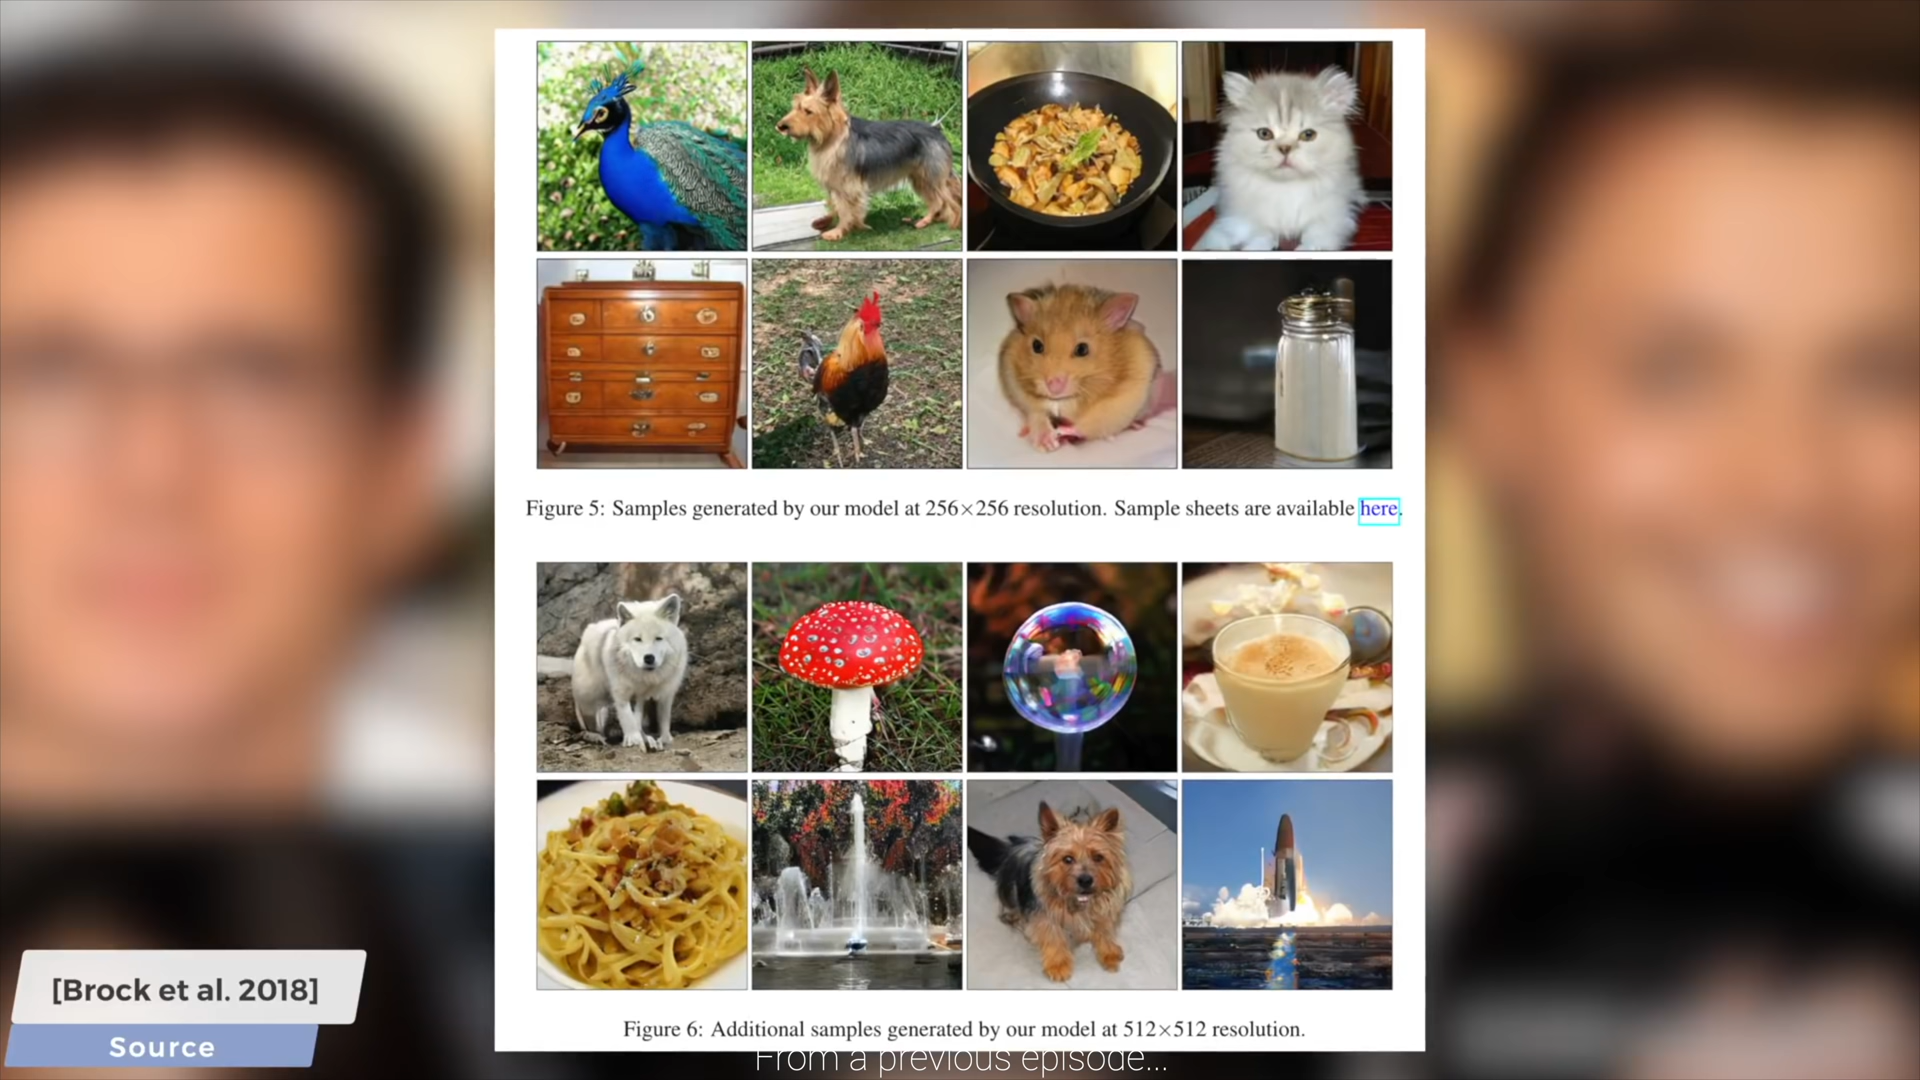 Figure 5: Samples generated by our model at 256×256 resolution. Sample sheets are available here.
Figure 6: Additional samples generated by our model at 512×512 resolution.
[Brock et al. 2018]
Source
From a previous episode...